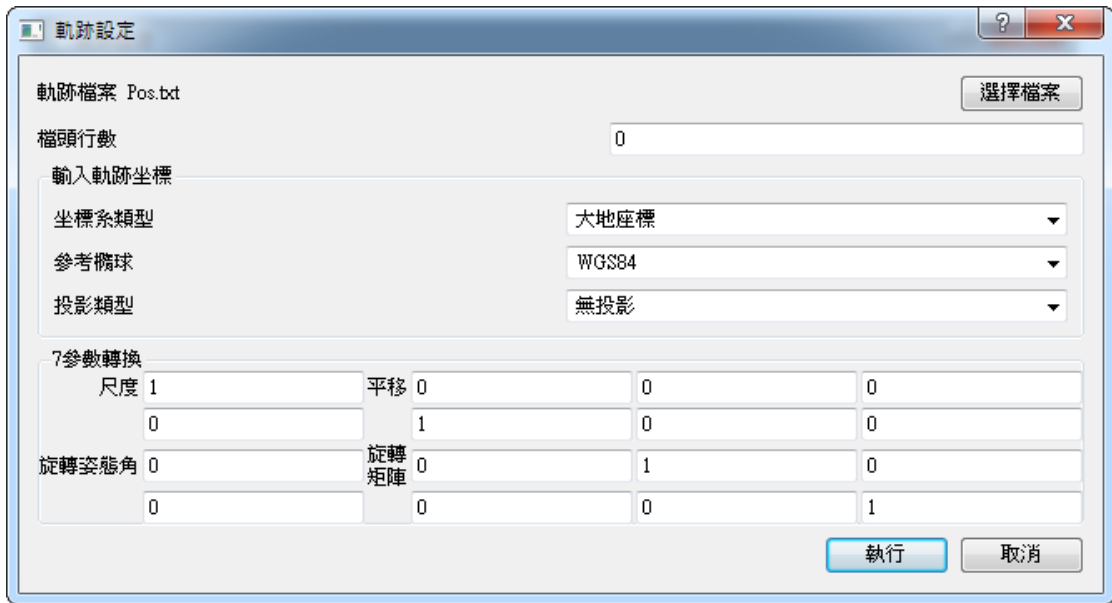 軌跡設定
軌跡檔案 Pos.txt 選擇檔案
檔頭行數 0
輸入軌跡坐標
坐標系類型 大地座標
參考橢球 WGS84
投影類型 無投影
7參數轉換
尺度 1 平移 0 0 0
0 1 0 0
旋轉姿態角 0 旋轉矩陣 0 1 0
0 0 0 1
執行 取消